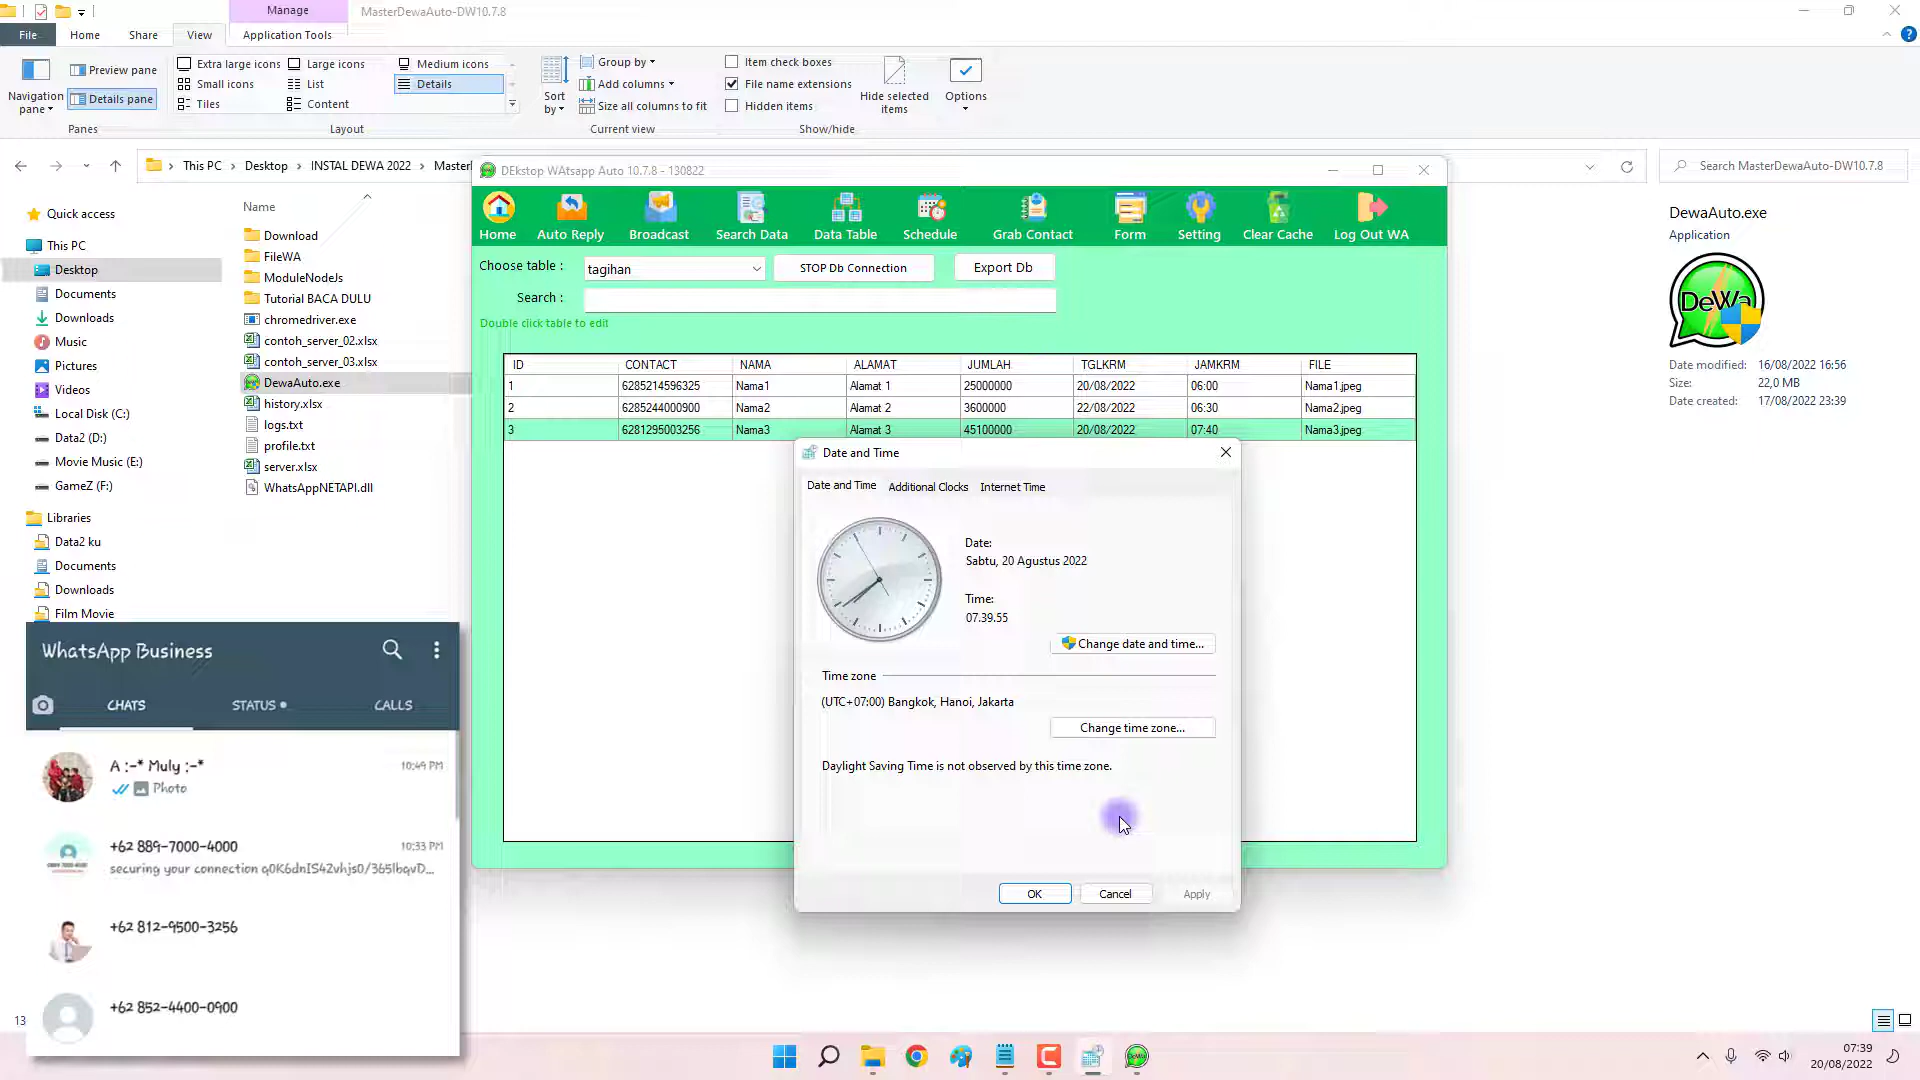 Manage
MasterDewaAuto-DW10.7.8
File
Home
Share
View
Application Tools
Navigation pane
Preview pane
Details pane
Panes
Extra large icons
Large icons
Medium icons
Small icons
List
Details
Tiles
Content
Layout
Sort by
Group by
Add columns
Size all columns to fit
Current view
Item check boxes
File name extensions
Hidden items
Show/hide
Hide selected items
Options
This PC
Desktop
INSTAL DEWA 2022
Master
Search MasterDewaAuto-DW10.7.8
Quick access
This PC
Desktop
Documents
Downloads
Music
Pictures
Videos
Local Disk (C:)
Data2 (D:)
Movie Music (E:)
GameZ (F:)
Libraries
Data2 ku
Documents
Downloads
Film Movie
13
Name
Download
FileWA
ModuleNodeJs
Tutorial BACA DULU
chromedriver.exe
contoh_server_02.xlsx
contoh_server_03.xlsx
DewaAuto.exe
history.xlsx
logs.txt
profile.txt
server.xlsx
WhatsAppNETAPI.dll
DEkstop WAtsapp Auto 10.7.8 - 130822
Home
Auto Reply
Broadcast
Search Data
Data Table
Schedule
Grab Contact
Form
Setting
Clear Cache
Log Out WA
Choose table :
tagihan
STOP Db Connection
Export Db
Search :
Double click table to edit
ID CONTACT NAMA ALAMAT JUMLAH TGLKRM JAMKRM FILE
1 6285214596325 Nama1 Alamat 1 25000000 20/08/2022 06:00 Nama1.jpeg
2 6285244000900 Nama2 Alamat 2 3600000 22/08/2022 06:30 Nama2.jpeg
3 6281295003256 Nama3 Alamat 3 45100000 20/08/2022 07:40 Nama3.jpeg
Date and Time
Date and Time
Additional Clocks
Internet Time
Date:
Sabtu, 20 Agustus 2022
Time:
07.39.55
Change date and time...
Time zone
(UTC+07:00) Bangkok, Hanoi, Jakarta
Change time zone...
Daylight Saving Time is not observed by this time zone.
OK
Cancel
Apply
DewaAuto.exe
Application
DeWa
Date modified: 16/08/2022 16:56
Size: 22,0 MB
Date created: 17/08/2022 23:39
WhatsApp Business
CHATS
STATUS
CALLS
A :-* Muly :-*
10:49 PM
Photo
+62 889-7000-4000
10:33 PM
securing your connection q0K6dnIS42vhjs0/365lbqvD...
+62 812-9500-3256
+62 852-4400-0900
07:39
20/08/2022